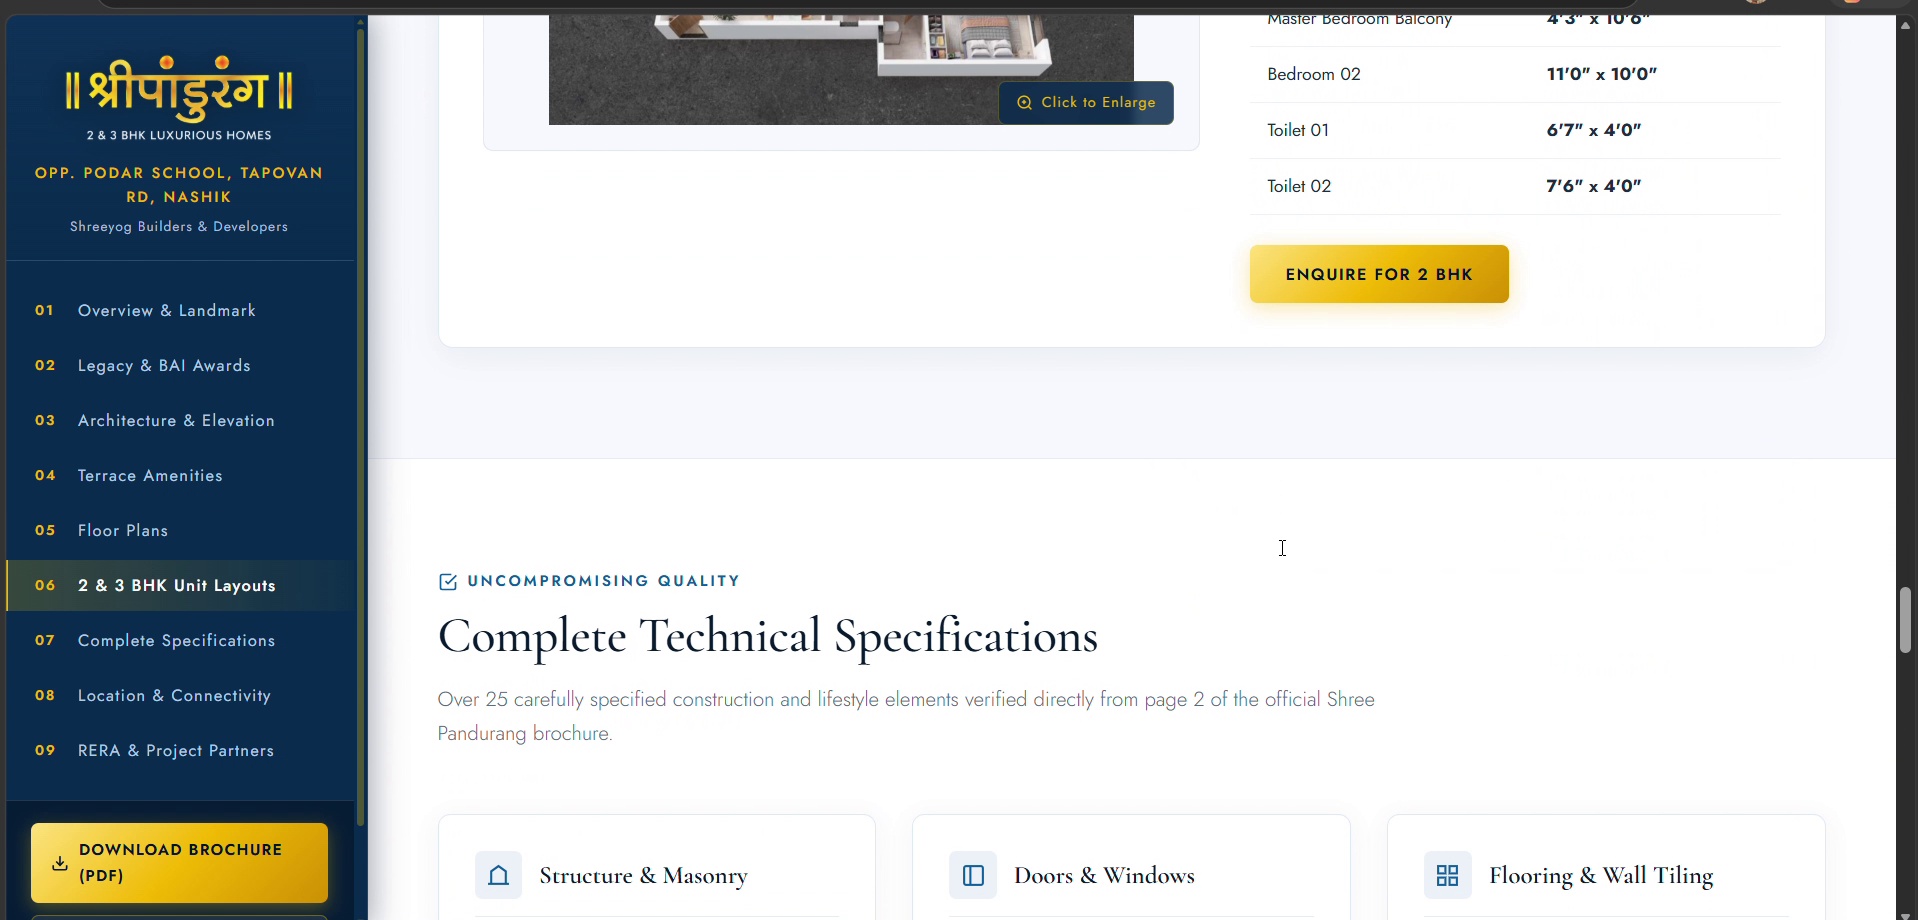 ॥ श्रीपांडुरंग ॥
2 & 3 BHK LUXURIOUS HOMES
OPP. PODAR SCHOOL, TAPOVAN
RD, NASHIK
Shreeyog Builders & Developers
01 Overview & Landmark
02 Legacy & BAI Awards
03 Architecture & Elevation
04 Terrace Amenities
05 Floor Plans
06 2 & 3 BHK Unit Layouts
07 Complete Specifications
08 Location & Connectivity
09 RERA & Project Partners
DOWNLOAD BROCHURE
(PDF)
Click to Enlarge
Master Bedroom Balcony 4'3" x 10'6"
Bedroom 02 11'0" x 10'0"
Toilet 01 6'7" x 4'0"
Toilet 02 7'6" x 4'0"
ENQUIRE FOR 2 BHK
UNCOMPROMISING QUALITY
Complete Technical Specifications
Over 25 carefully specified construction and lifestyle elements verified directly from page 2 of the official Shree
Pandurang brochure.
Structure & Masonry
Doors & Windows
Flooring & Wall Tiling